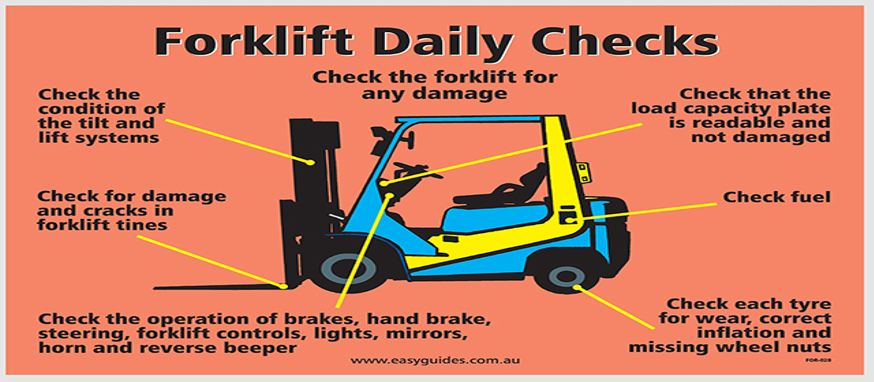 Forklift Daily Checks
Check the forklift for
any damage
Check the
condition of
the tilt and
lift systems
Check that the
load capacity plate
is readable and
not damaged
Check for damage
and cracks in
forklift tines
Check fuel
Check the operation of brakes, hand brake,
steering, forklift controls, lights, mirrors,
horn and reverse beeper
Check each tyre
for wear, correct
inflation and
missing wheel nuts
www.easyguides.com.au
FOR-028